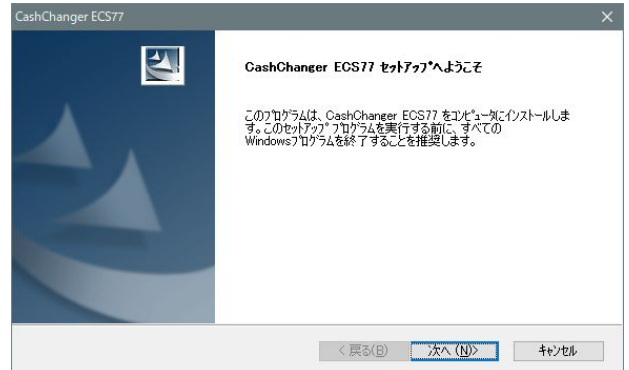 CashChanger ECS77
CashChanger ECS77 ｾｯﾄｱｯﾌﾟへようこそ
このﾌﾟﾛｸﾞﾗﾑは、CashChanger ECS77 をｺﾝﾋﾟｭｰﾀにｲﾝｽﾄｰﾙしま
す。このｾｯﾄｱｯﾌﾟ ﾌﾟﾛｸﾞﾗﾑを実行する前に、すべての
Windowsﾌﾟﾛｸﾞﾗﾑを終了することを推奨します。
< 戻る(B)
次へ (N)>
ｷｬﾝｾﾙ